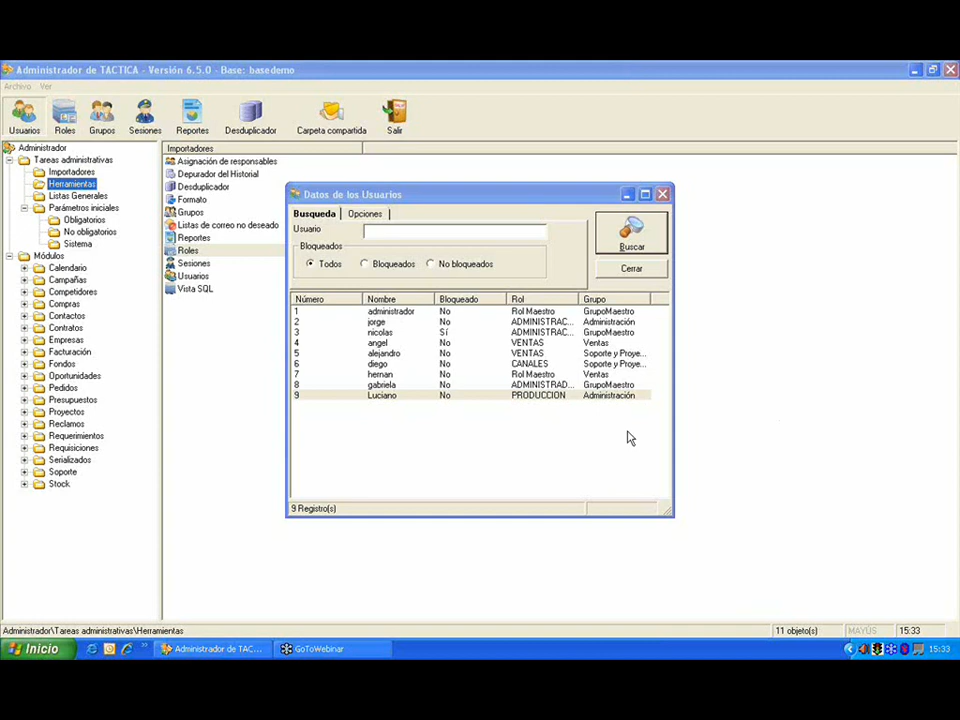 Administrador de TACTICA - Versión 6.5.0 - Base: basedemo
Archivo Ver
Usuarios Roles Grupos Sesiones Reportes Desduplicador Carpeta compartida Salir
Administrador
Tareas administrativas
Importadores
Herramientas
Listas Generales
Parámetros iniciales
Obligatorios
No obligatorios
Sistema
Módulos
Calendario
Campañas
Competidores
Compras
Contactos
Contratos
Empresas
Facturación
Fondos
Oportunidades
Pedidos
Presupuestos
Proyectos
Reclamos
Requerimientos
Requisiciones
Serializados
Soporte
Stock
Importadores
Asignación de responsables
Depurador del Historial
Desduplicador
Formato
Grupos
Listas de correo no deseado
Reportes
Roles
Sesiones
Usuarios
Vista SQL
Datos de los Usuarios
Busqueda Opciones
Usuario
Bloqueados
Todos Bloqueados No bloqueados
Buscar
Cerrar
Número Nombre Bloqueado Rol Grupo
1 administrador No Rol Maestro GrupoMaestro
2 jorge No ADMINISTRAC... Administración
3 nicolas Sí ADMINISTRAC... GrupoMaestro
4 angel No VENTAS Ventas
5 alejandro No VENTAS Soporte y Proye...
6 diego No CANALES Soporte y Proye...
7 hernan No Rol Maestro Ventas
8 gabriela No ADMINISTRAD... GrupoMaestro
9 Luciano No PRODUCCION Administración
9 Registro(s)
Administrador\Tareas administrativas\Herramientas 11 objeto(s) MAYÚS 15:33
Inicio Administrador de TAC... GoToWebinar 15:33